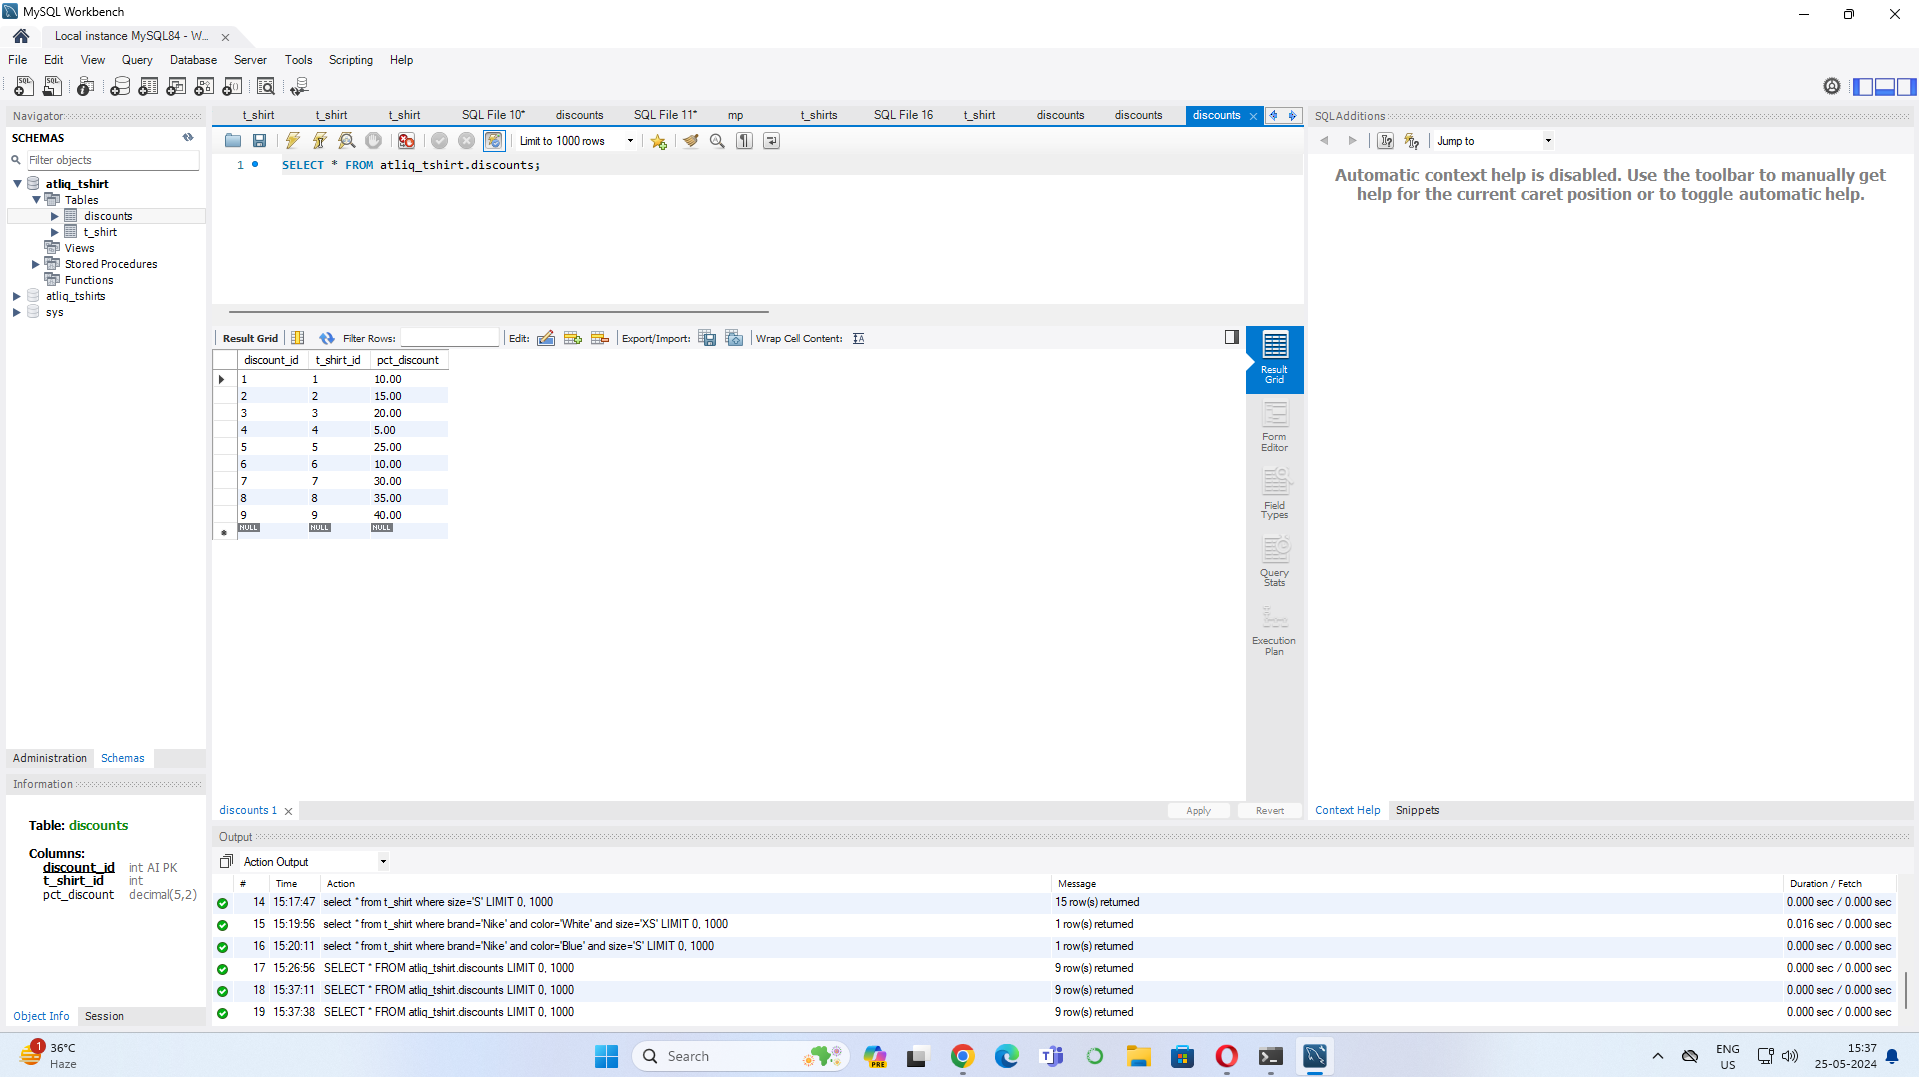 MySQL Workbench
Local instance MySQL84 - W...
File Edit View Query Database Server Tools Scripting Help
Navigator
SCHEMAS
Filter objects
atliq_tshirt
Tables
discounts
t_shirt
Views
Stored Procedures
Functions
atliq_tshirts
sys
Administration Schemas
Information
Table: discounts
Columns:
discount_id int AI PK
t_shirt_id int
pct_discount decimal(5,2)
Object Info Session
t_shirt t_shirt t_shirt SQL File 10* discounts SQL File 11* mp t_shirts SQL File 16 t_shirt discounts discounts discounts
Limit to 1000 rows
1 SELECT * FROM atliq_tshirt.discounts;
Result Grid Filter Rows: Edit: Export/Import: Wrap Cell Content:
discount_id t_shirt_id pct_discount
1 1 10.00
2 2 15.00
3 3 20.00
4 4 5.00
5 5 25.00
6 6 10.00
7 7 30.00
8 8 35.00
9 9 40.00
NULL NULL NULL
Result
Grid
Form
Editor
Field
Types
Query
Stats
Execution
Plan
discounts 1 Apply Revert
SQLAdditions
Jump to
Automatic context help is disabled. Use the toolbar to manually get
help for the current caret position or to toggle automatic help.
Context Help Snippets
Output
Action Output
# Time Action Message Duration / Fetch
14 15:17:47 select * from t_shirt where size='S' LIMIT 0, 1000 15 row(s) returned 0.000 sec / 0.000 sec
15 15:19:56 select * from t_shirt where brand='Nike' and color='White' and size='XS' LIMIT 0, 1000 1 row(s) returned 0.016 sec / 0.000 sec
16 15:20:11 select * from t_shirt where brand='Nike' and color='Blue' and size='S' LIMIT 0, 1000 1 row(s) returned 0.000 sec / 0.000 sec
17 15:26:56 SELECT * FROM atliq_tshirt.discounts LIMIT 0, 1000 9 row(s) returned 0.000 sec / 0.000 sec
18 15:37:11 SELECT * FROM atliq_tshirt.discounts LIMIT 0, 1000 9 row(s) returned 0.000 sec / 0.000 sec
19 15:37:38 SELECT * FROM atliq_tshirt.discounts LIMIT 0, 1000 9 row(s) returned 0.000 sec / 0.000 sec
1
36°C
Haze
Search
PRE
ENG
US
15:37
25-05-2024